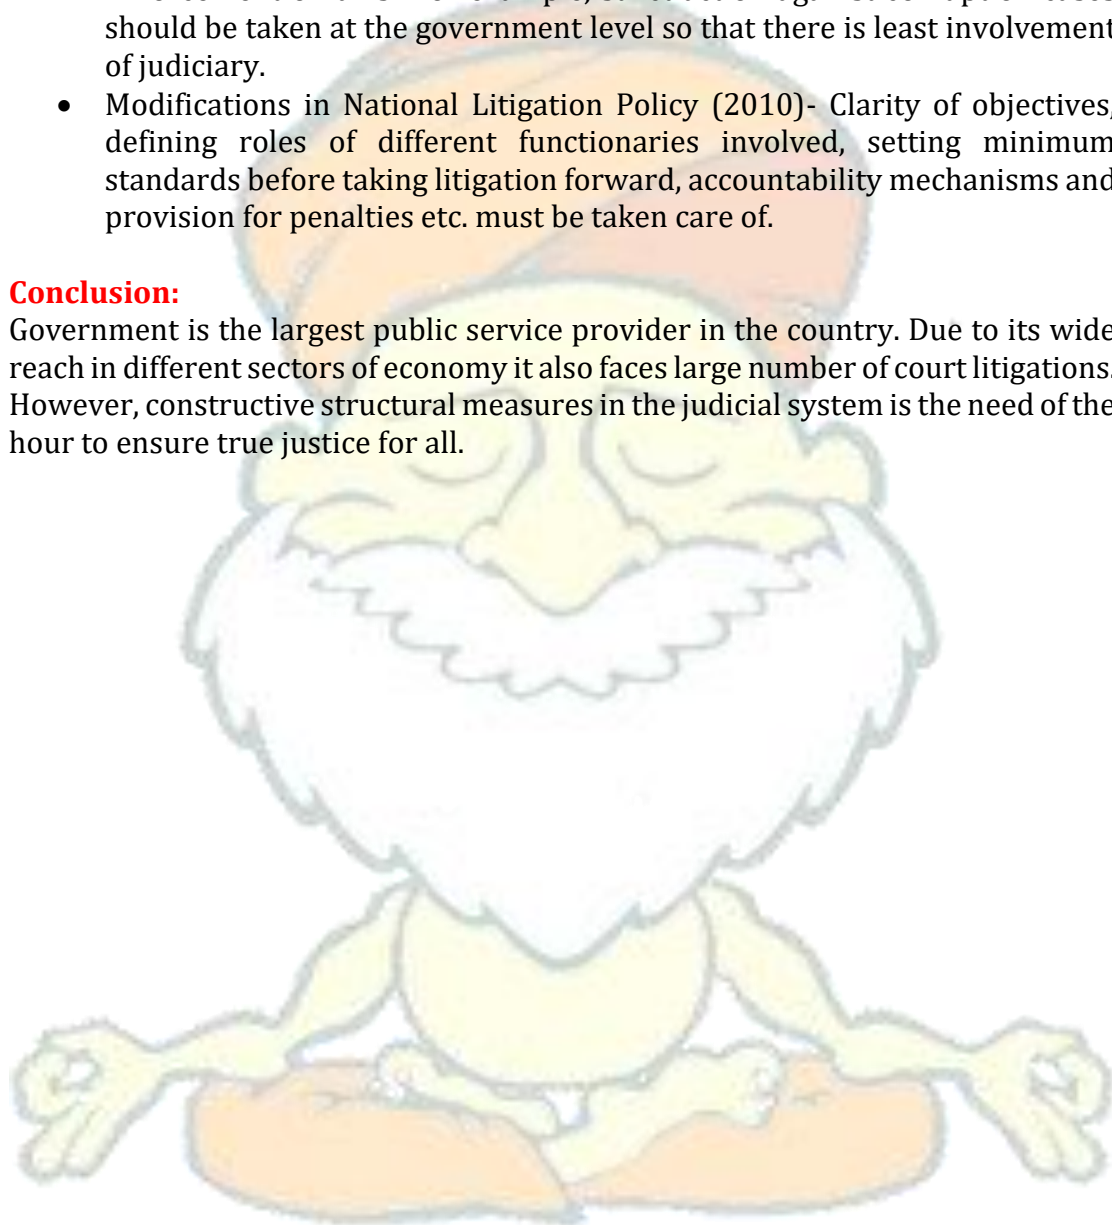 should be taken at the government level so that there is least involvement
of judiciary.
• Modifications in National Litigation Policy (2010)- Clarity of objectives,
defining roles of different functionaries involved, setting minimum
standards before taking litigation forward, accountability mechanisms and
provision for penalties etc. must be taken care of.
Conclusion:
Government is the largest public service provider in the country. Due to its wide
reach in different sectors of economy it also faces large number of court litigations.
However, constructive structural measures in the judicial system is the need of the
hour to ensure true justice for all.